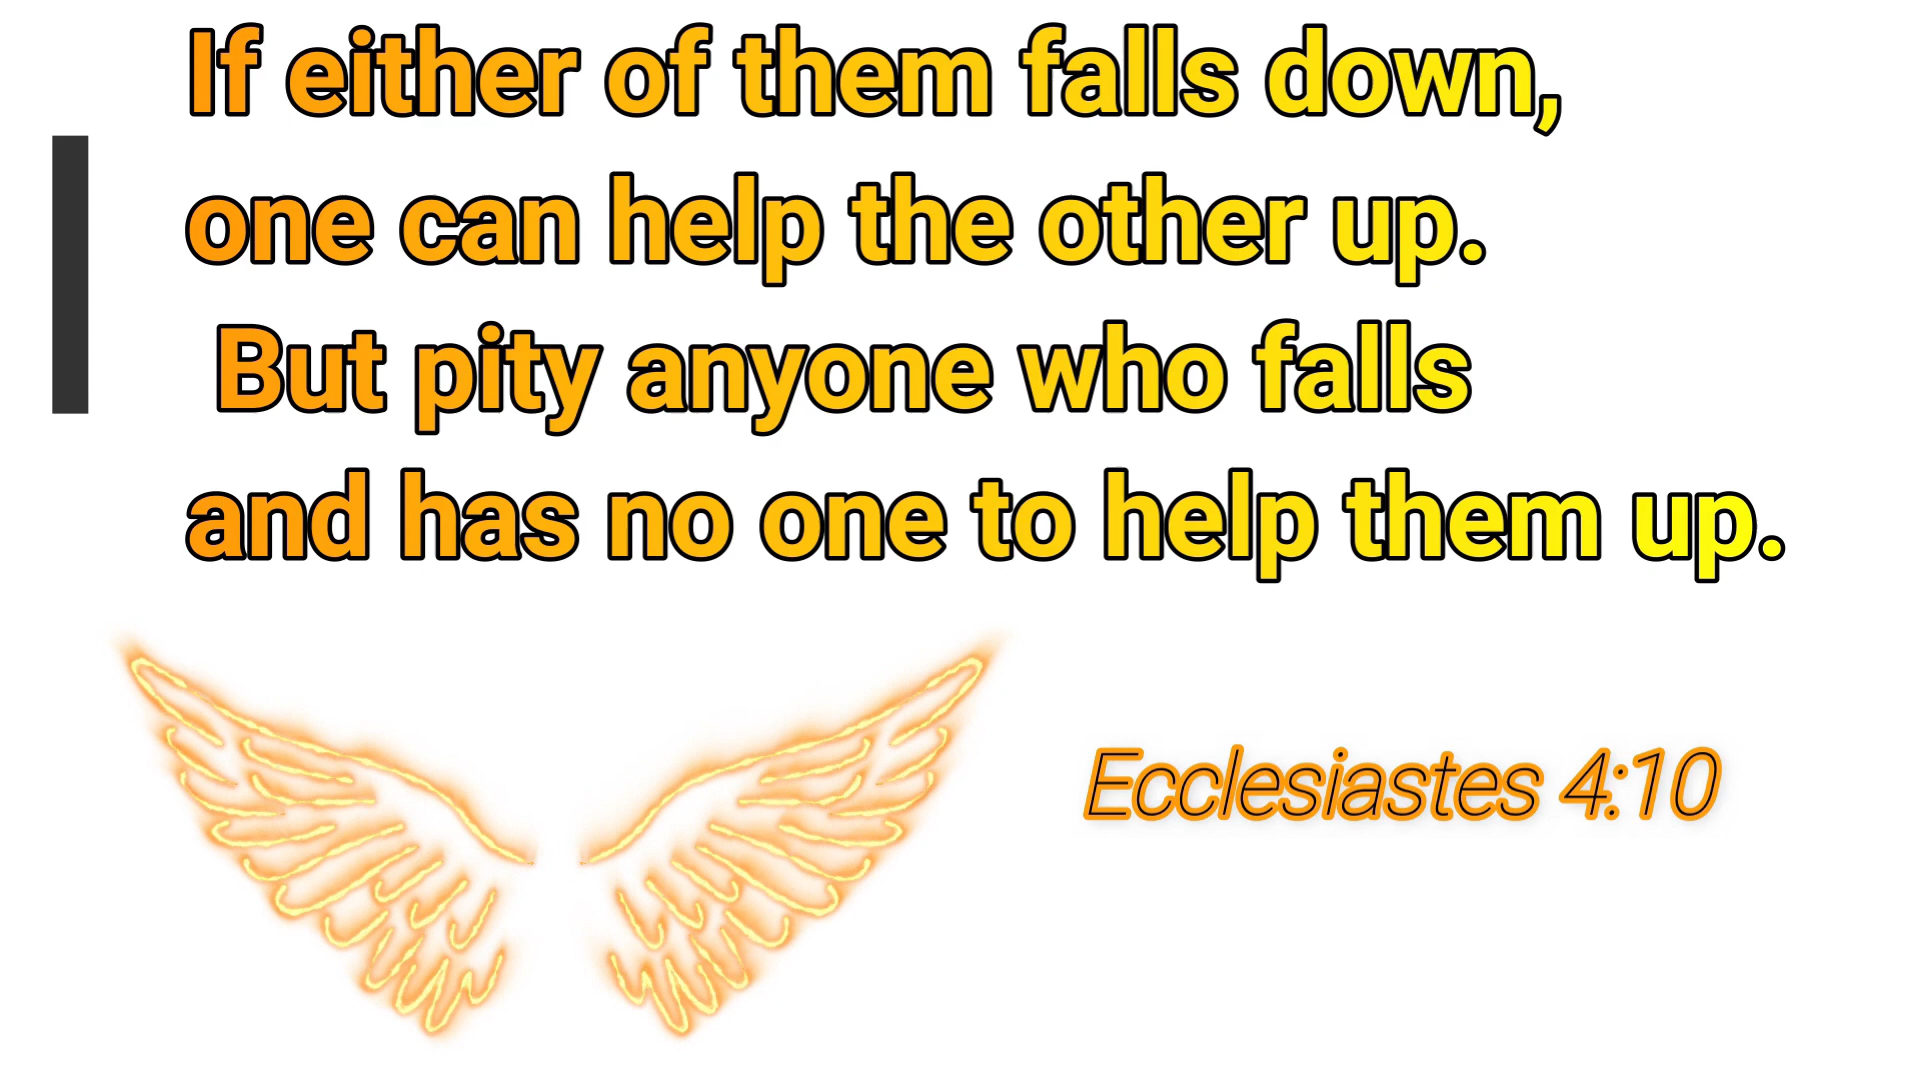 If either of them falls down,
one can help the other up.
But pity anyone who falls
and has no one to help them up.
Ecclesiastes 4:10